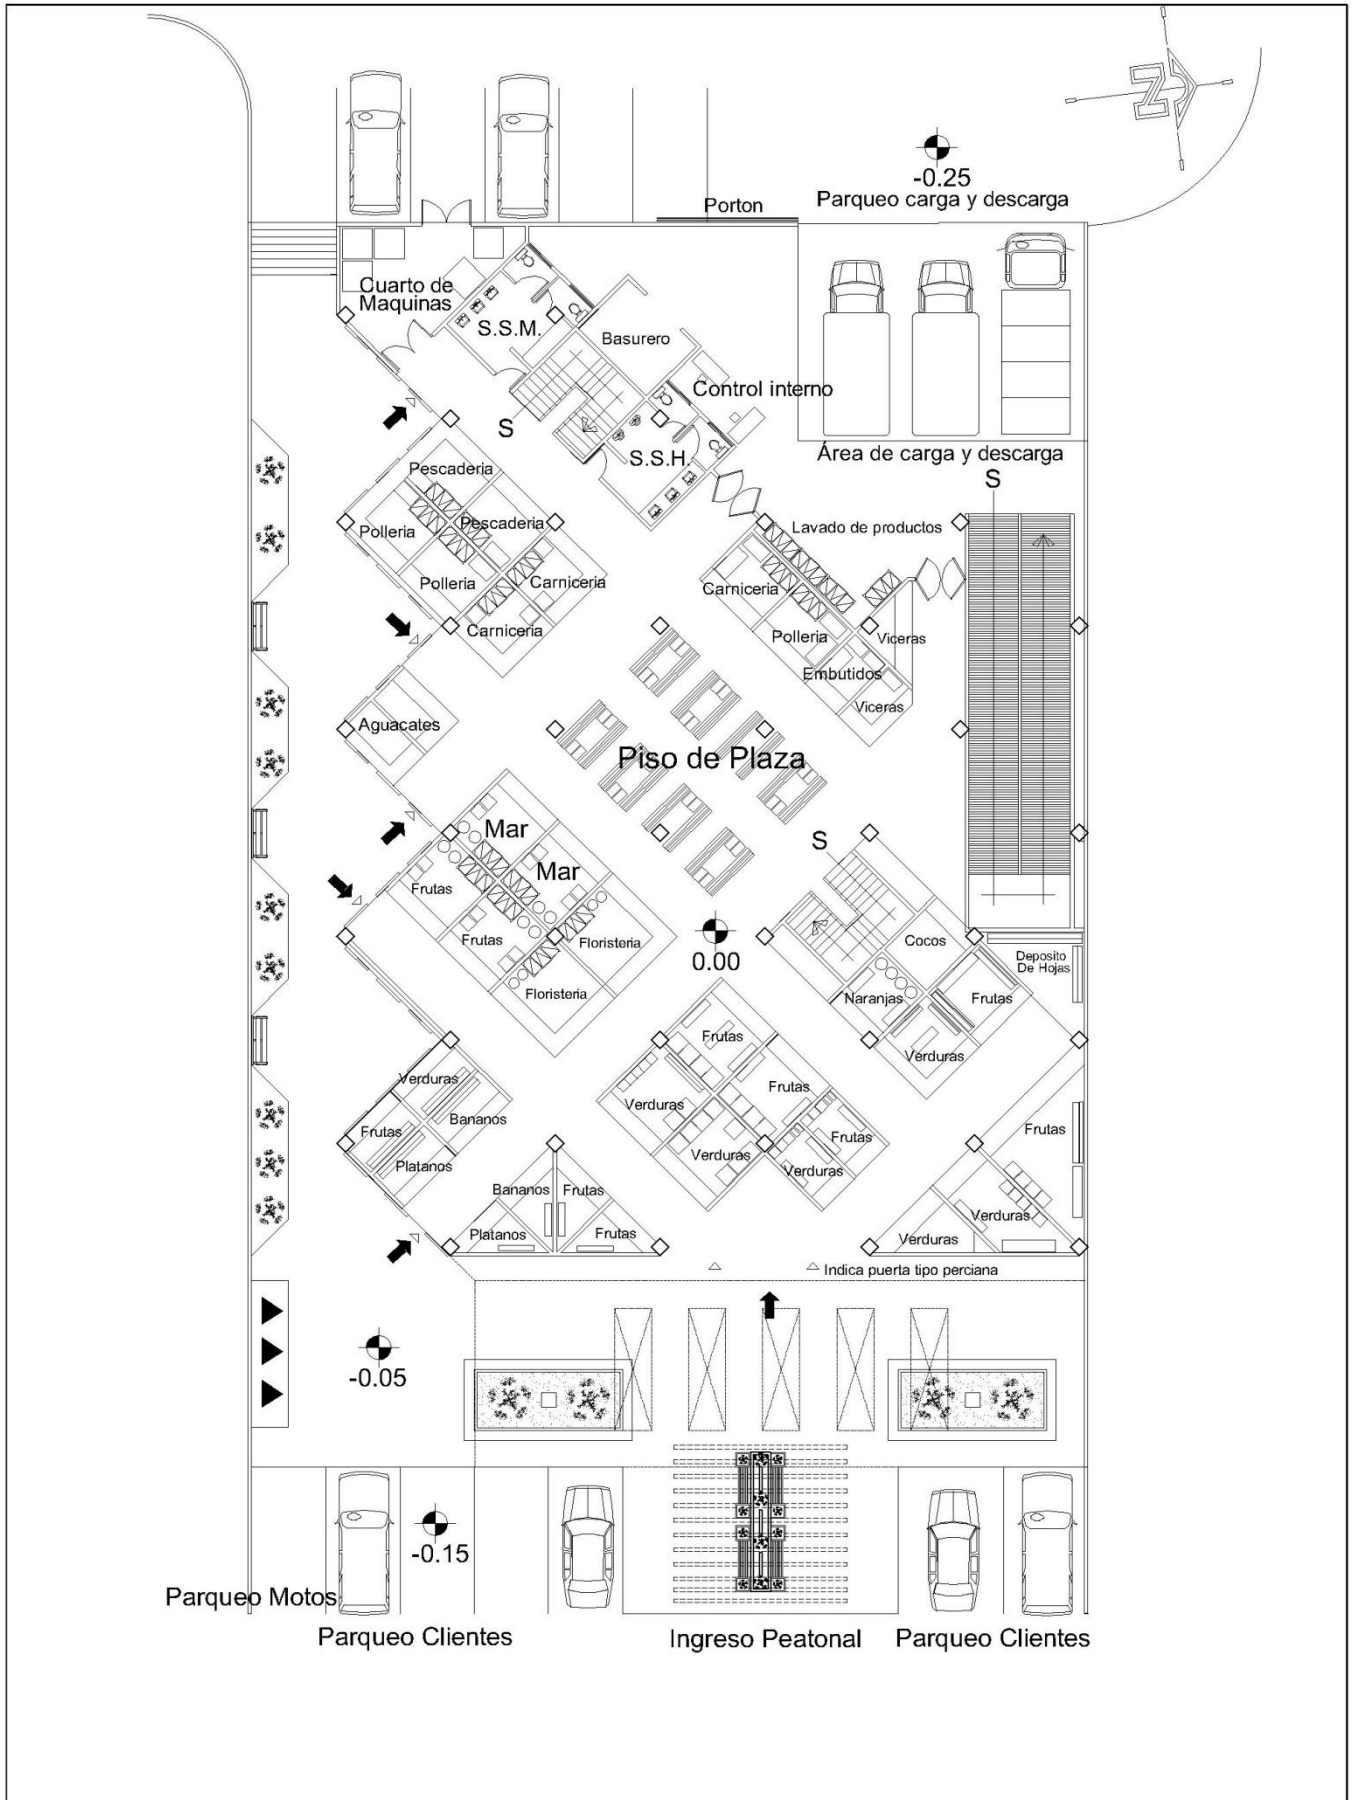 N
-0.25
Parqueo carga y descarga
Porton
Cuarto de
Maquinas
S.S.M.
Basurero
Control interno
S
S.S.H.
Área de carga y descarga
S
Pescaderia
Polleria
Pescaderia
Lavado de productos
Polleria
Carniceria
Carniceria
Carniceria
Polleria
Viceras
Embutidos
Viceras
Aguacates
Piso de Plaza
Mar
Mar
S
Frutas
Frutas
Floristeria
Floristeria
0.00
Cocos
Deposito
De Hojas
Naranjas
Frutas
Verduras
Frutas
Verduras
Frutas
Verduras
Frutas
Verduras
Verduras
Bananos
Frutas
Platanos
Frutas
Bananos
Frutas
Platanos
Frutas
Verduras
Verduras
Indica puerta tipo perciana
-0.05
-0.15
Parqueo Motos
Parqueo Clientes
Ingreso Peatonal
Parqueo Clientes